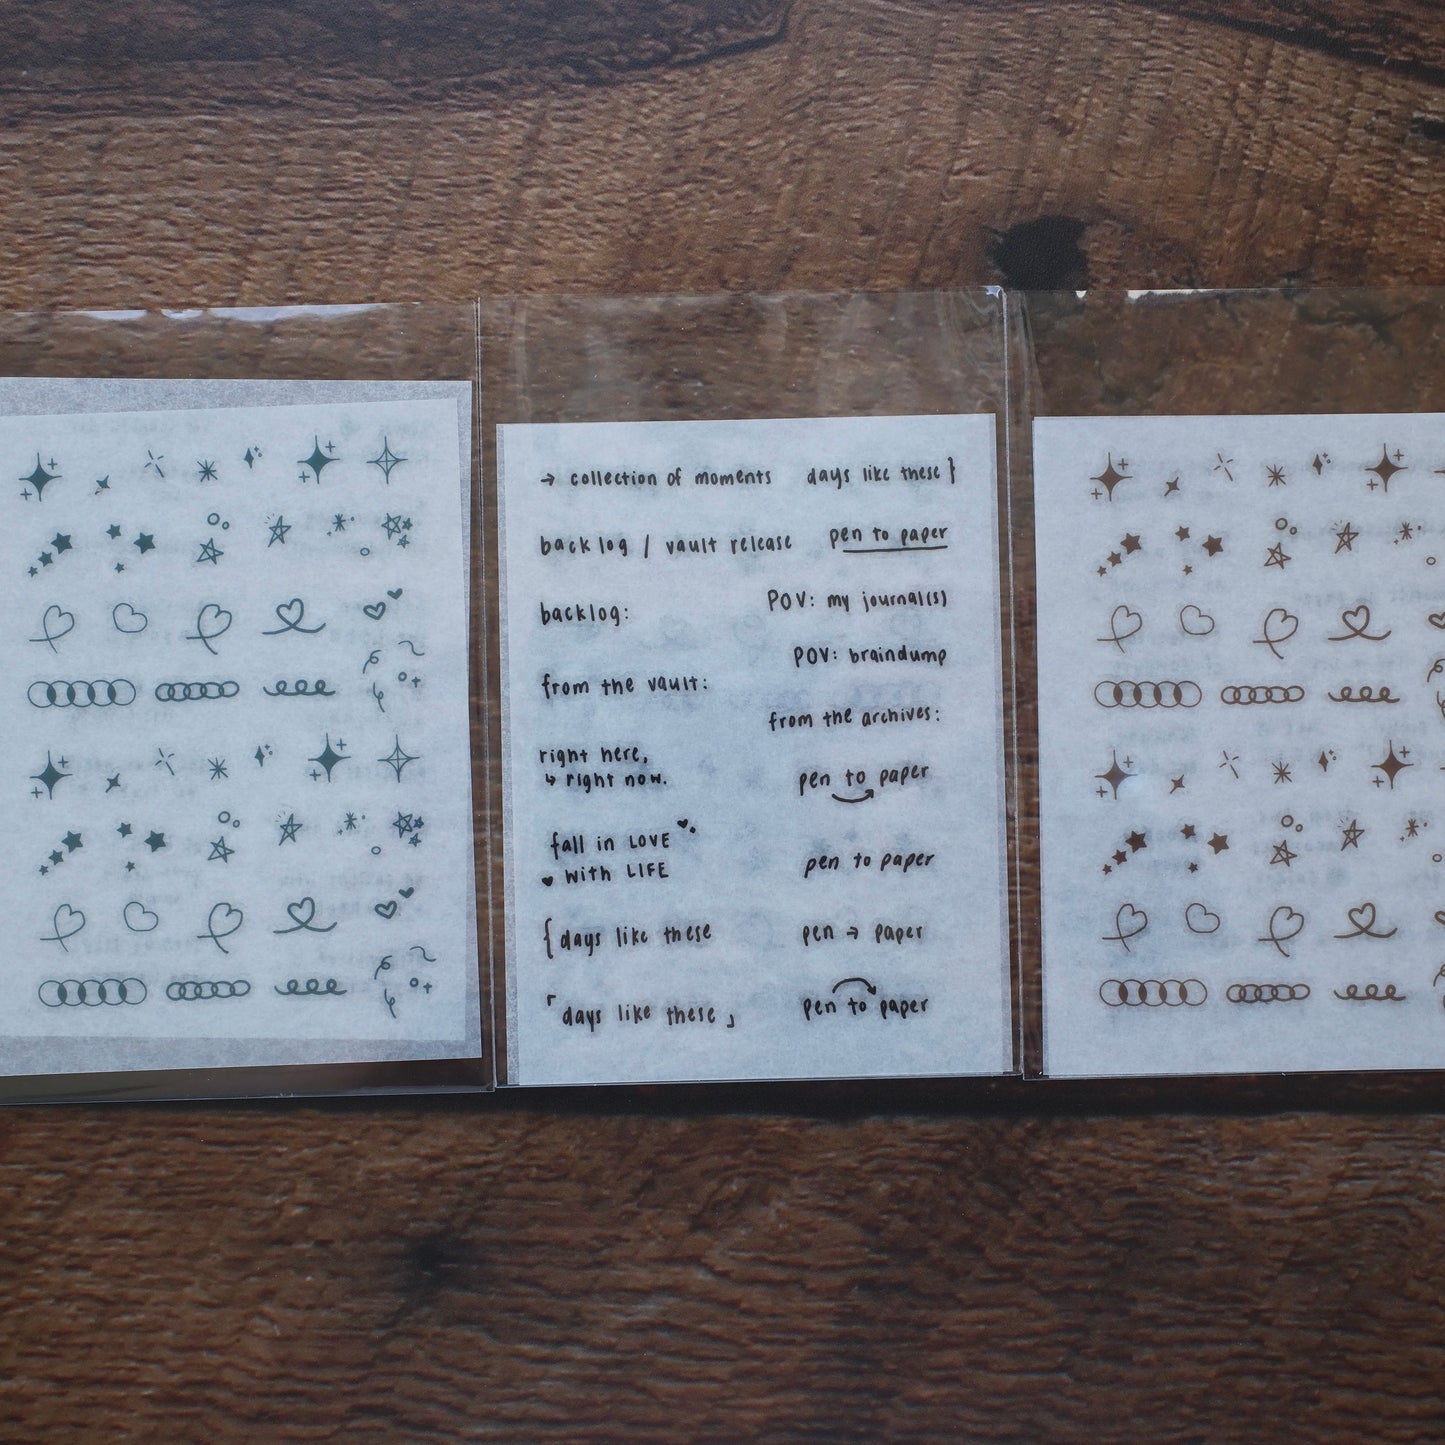 → collection of moments
days like these }
backlog / vault release
pen to paper
backlog:
POV: my journal(s)
POV: braindump
from the vault:
from the archives:
right here,
↳ right now.
pen to paper
fall in LOVE
with LIFE
pen to paper
{ days like these
pen → paper
「days like these」
pen to paper